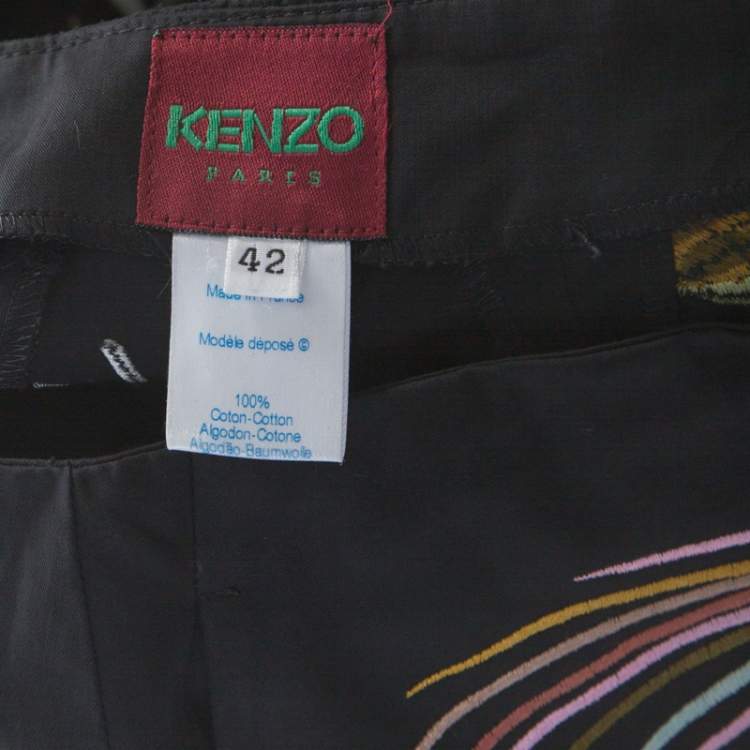 KENZO
PARIS
42
Made in France
Modèle déposé ©
100%
Coton-Cotton
Algodon-Cotone
Algodão-Baumwolle